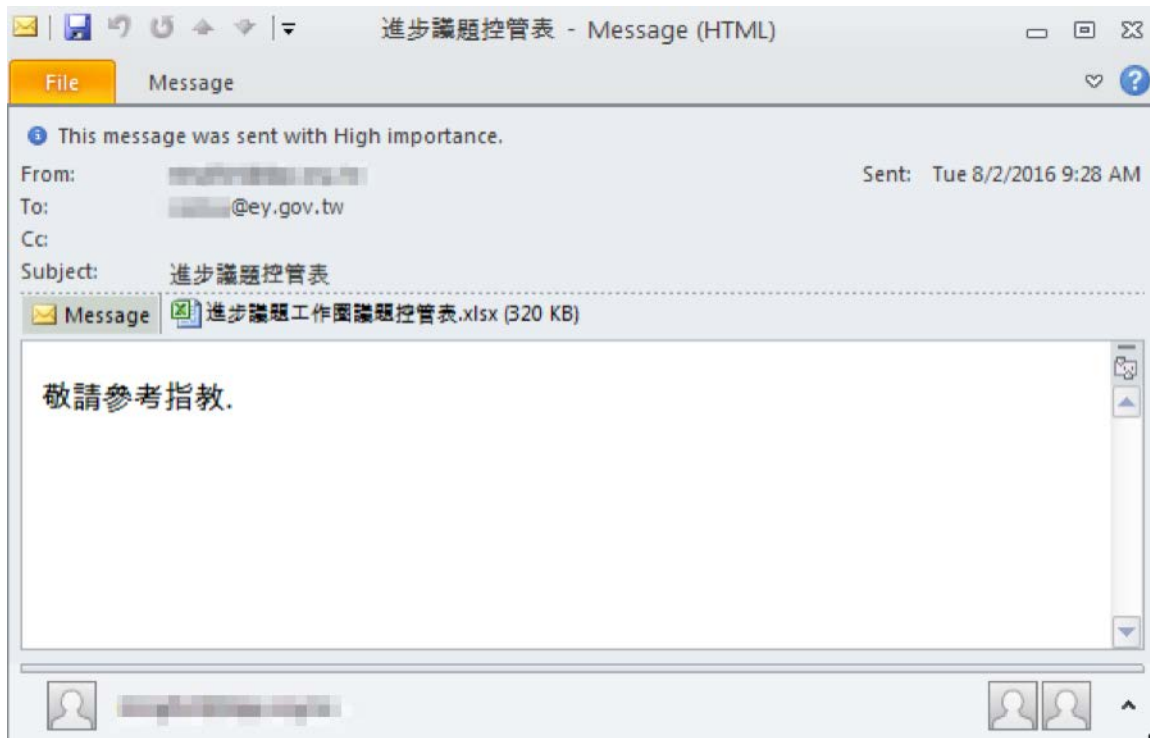 進步議題控管表 - Message (HTML)
File Message
This message was sent with High importance.
From:
Sent: Tue 8/2/2016 9:28 AM
To: @ey.gov.tw
Cc:
Subject: 進步議題控管表
Message 進步議題工作圈議題控管表.xlsx (320 KB)
敬請參考指教.